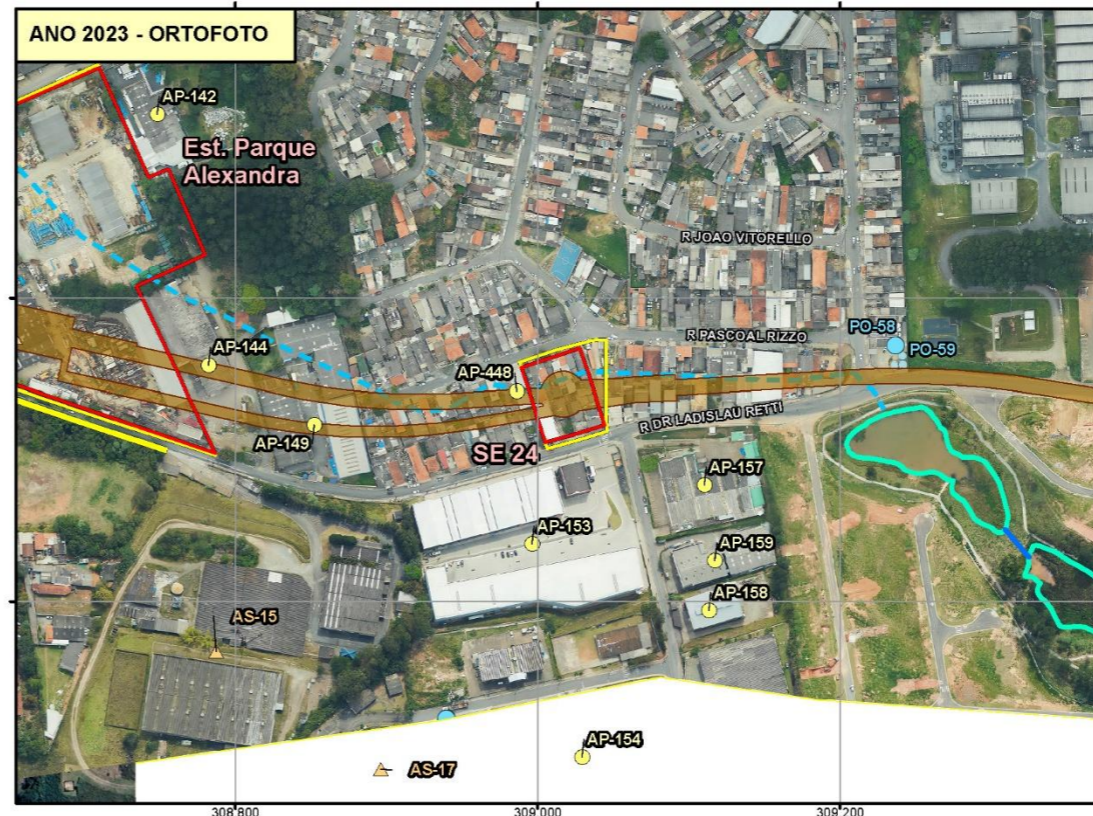 ANO 2023 - ORTOFOTO
AP-142
Est. Parque
Alexandra
R JOAO VITORELLO
R PASCOAL RIZZO
PO-58
PO-59
AP-144
AP-448
AP-149
R DR LADISLAU RETTI
SE 24
AP-157
AP-153
AP-159
AP-158
AS-15
AP-154
AS-17
308.800
309.000
309.200